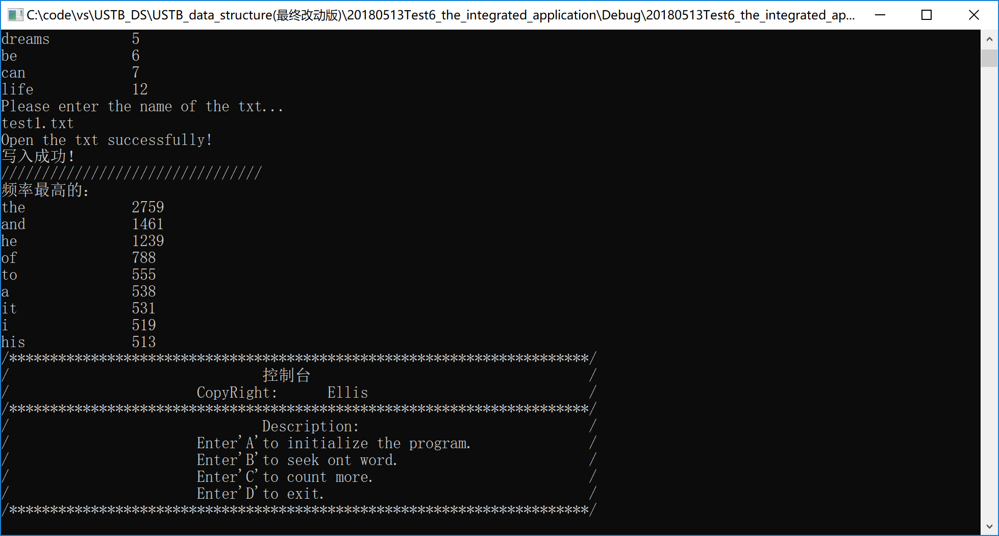 C:\code\vs\USTB_DS\USTB_data_structure(最终改动版)\20180513Test6_the_integrated_application\Debug\20180513Test6_the_integrated_ap...
dreams 5
be 6
can 7
life 12
Please enter the name of the txt...
test1.txt
Open the txt successfully!
写入成功!
////////////////////////////////
频率最高的:
the 2759
and 1461
he 1239
of 788
to 555
a 538
it 531
i 519
his 513
/***********************************************************************/
/ 控制台 /
/ CopyRight: Ellis /
/***********************************************************************/
/ Description: /
/ Enter'A'to initialize the program. /
/ Enter'B'to seek ont word. /
/ Enter'C'to count more. /
/ Enter'D'to exit. /
/***********************************************************************/